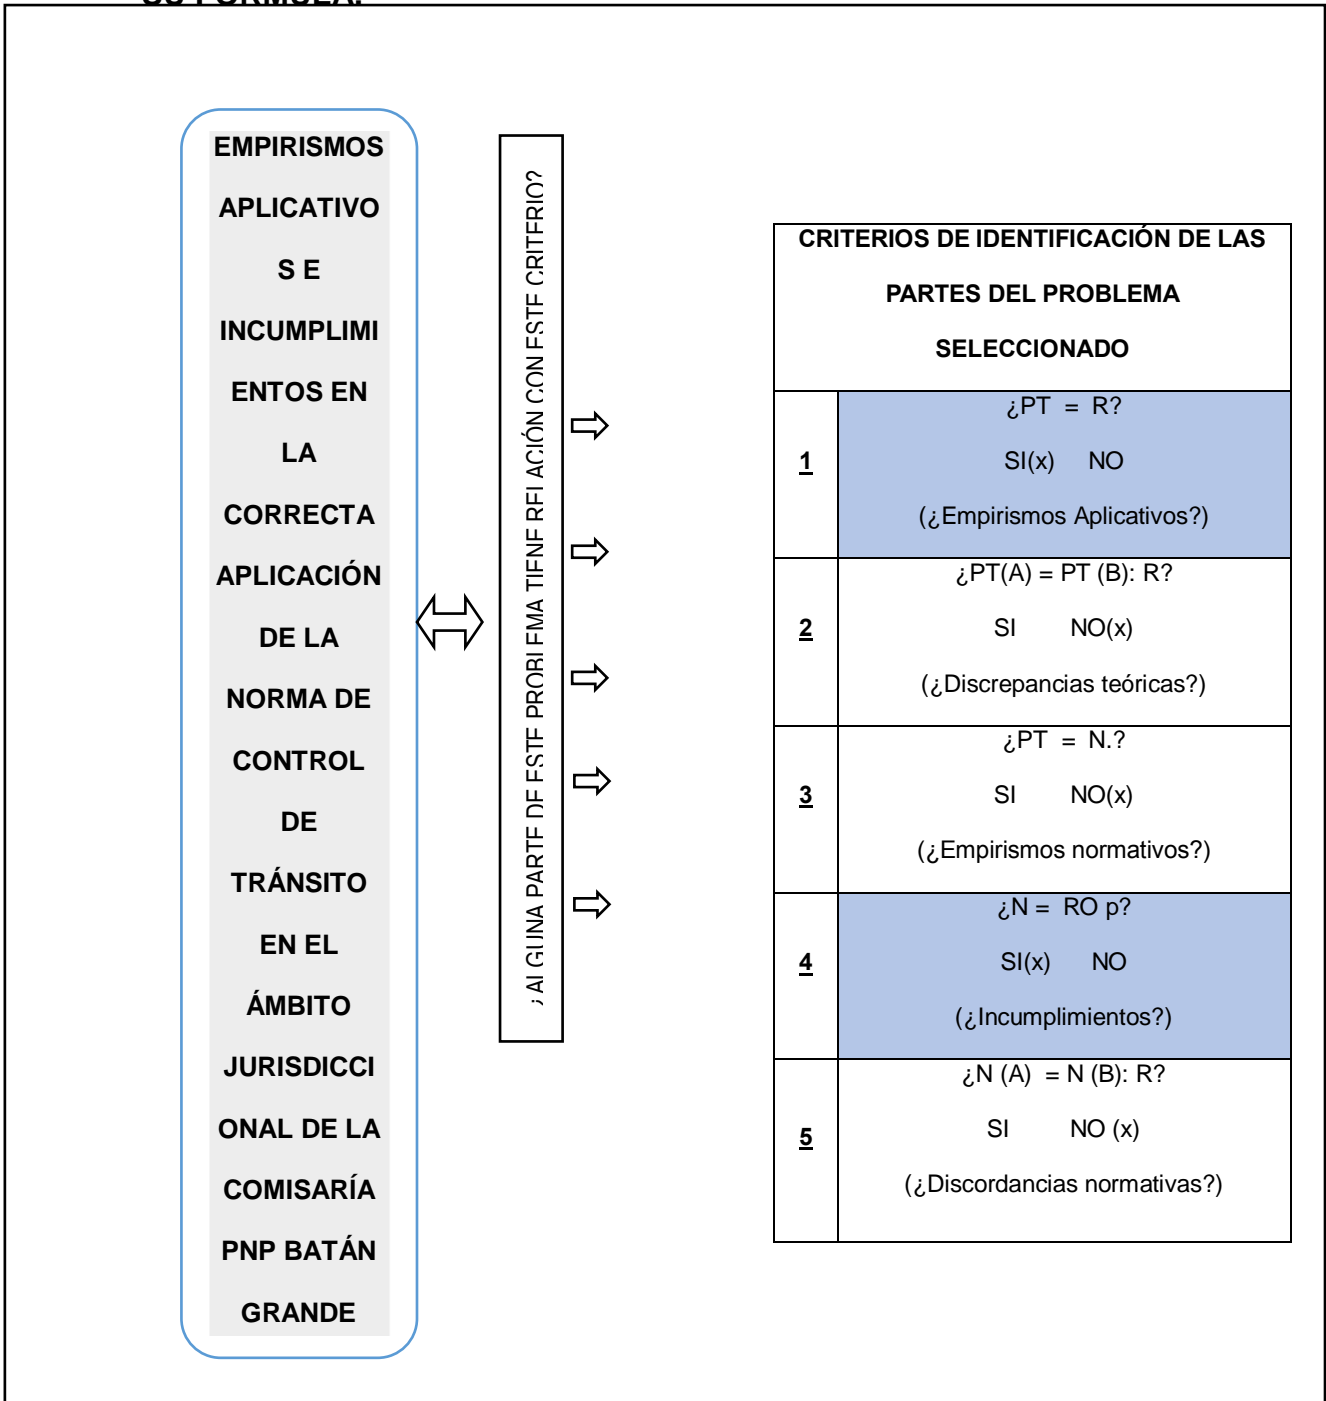 SU FORMULA.
EMPIRISMOS
APLICATIVO
S E
INCUMPLIMI
ENTOS EN
LA
CORRECTA
APLICACIÓN
DE LA
NORMA DE
CONTROL
DE
TRÁNSITO
EN EL
ÁMBITO
JURISDICCI
ONAL DE LA
COMISARÍA
PNP BATÁN
GRANDE
¿ALGUNA PARTE DE ESTE PROBLEMA TIENE RELACIÓN CON ESTE CRITERIO?
CRITERIOS DE IDENTIFICACIÓN DE LAS
PARTES DEL PROBLEMA
SELECCIONADO
1
¿PT = R?
SI(x) NO
(¿Empirismos Aplicativos?)
2
¿PT(A) = PT (B): R?
SI NO(x)
(¿Discrepancias teóricas?)
3
¿PT = N.?
SI NO(x)
(¿Empirismos normativos?)
4
¿N = RO p?
SI(x) NO
(¿Incumplimientos?)
5
¿N (A) = N (B): R?
SI NO (x)
(¿Discordancias normativas?)